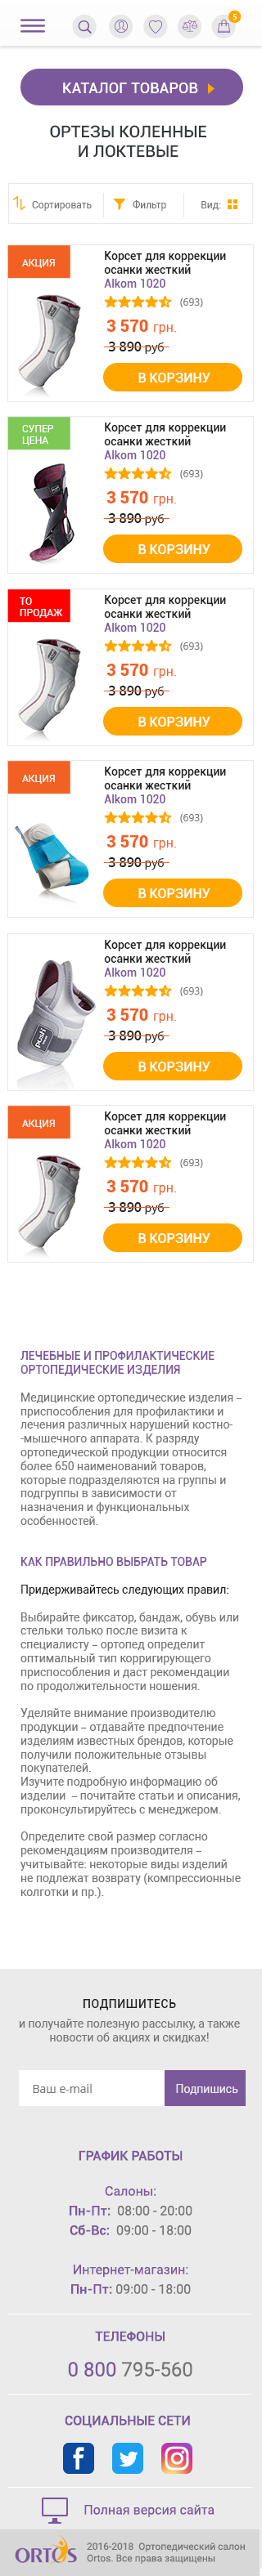 5
КАТАЛОГ ТОВАРОВ
ОРТЕЗЫ КОЛЕННЫЕ
И ЛОКТЕВЫЕ
Сортировать Фильтр Вид:
АКЦИЯ
Корсет для коррекции
осанки жесткий
Alkom 1020
(693)
3 570 грн.
3 890 руб
В КОРЗИНУ
СУПЕР
ЦЕНА
Корсет для коррекции
осанки жесткий
Alkom 1020
(693)
3 570 грн.
3 890 руб
В КОРЗИНУ
ТО
ПРОДАЖ
Корсет для коррекции
осанки жесткий
Alkom 1020
(693)
3 570 грн.
3 890 руб
В КОРЗИНУ
АКЦИЯ
Корсет для коррекции
осанки жесткий
Alkom 1020
(693)
3 570 грн.
3 890 руб
В КОРЗИНУ
push
Корсет для коррекции
осанки жесткий
Alkom 1020
(693)
3 570 грн.
3 890 руб
В КОРЗИНУ
АКЦИЯ
Корсет для коррекции
осанки жесткий
Alkom 1020
(693)
3 570 грн.
3 890 руб
В КОРЗИНУ
ЛЕЧЕБНЫЕ И ПРОФИЛАКТИЧЕСКИЕ
ОРТОПЕДИЧЕСКИЕ ИЗДЕЛИЯ
Медицинские ортопедические изделия –
приспособления для профилактики и
лечения различных нарушений костно-
-мышечного аппарата. К разряду
ортопедической продукции относится
более 650 наименований товаров,
которые подразделяются на группы и
подгруппы в зависимости от
назначения и функциональных
особенностей.
КАК ПРАВИЛЬНО ВЫБРАТЬ ТОВАР
Придерживайтесь следующих правил:
Выбирайте фиксатор, бандаж, обувь или
стельки только после визита к
специалисту – ортопед определит
оптимальный тип корригирующего
приспособления и даст рекомендации
по продолжительности ношения.
Уделяйте внимание производителю
продукции – отдавайте предпочтение
изделиям известных брендов, которые
получили положительные отзывы
покупателей.
Изучите подробную информацию об
изделии – почитайте статьи и описания,
проконсультируйтесь с менеджером.
Определите свой размер согласно
рекомендациям производителя –
учитывайте: некоторые виды изделий
не подлежат возврату (компрессионные
колготки и пр.).
ПОДПИШИТЕСЬ
и получайте полезную рассылку, а также
новости об акциях и скидках!
Ваш e-mail Подпишись
ГРАФИК РАБОТЫ
Салоны:
Пн-Пт: 08:00 - 20:00
Сб-Вс: 09:00 - 18:00
Интернет-магазин:
Пн-Пт: 09:00 - 18:00
ТЕЛЕФОНЫ
0 800 795-560
СОЦИАЛЬНЫЕ СЕТИ
Полная версия сайта
ORTOS
2016-2018 Ортопедический салон
Ortos. Все права защищены